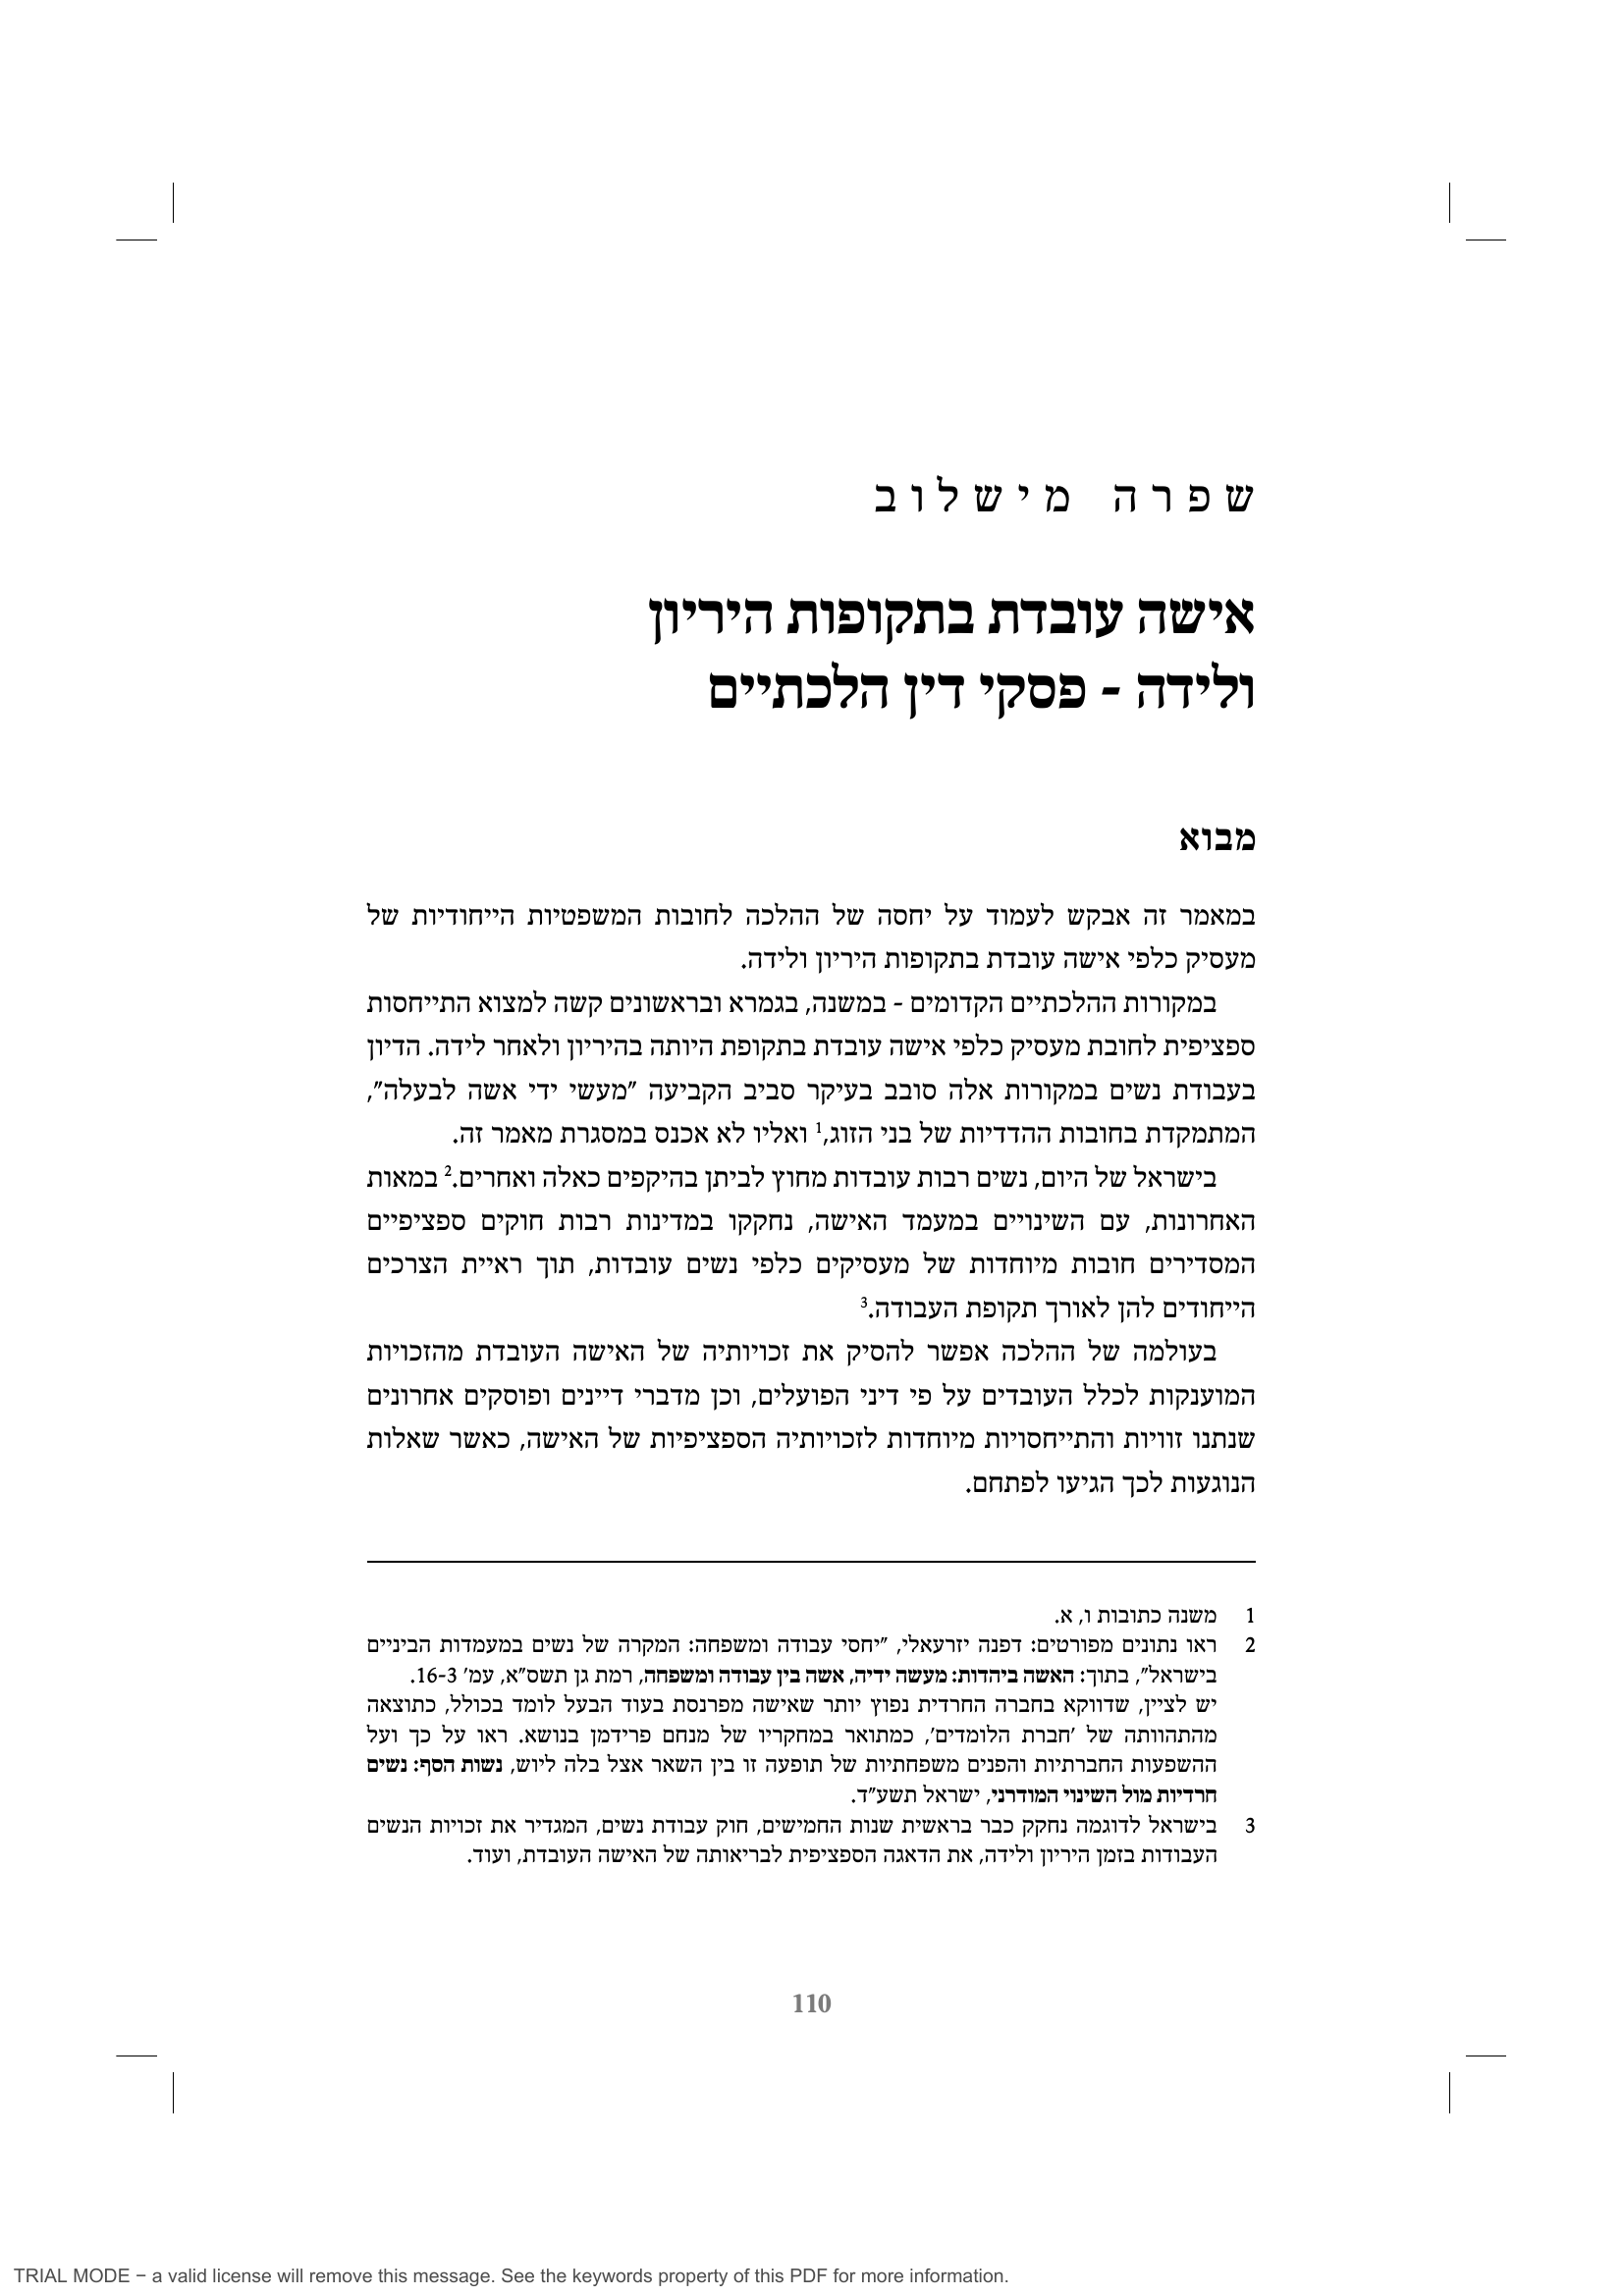 שפרה מישלוב
אישה עובדת בתקופות היריון
ולידה - פסקי דין הלכתיים
מבוא
במאמר זה אבקש לעמוד על יחסה של ההלכה לחובות המשפטיות הייחודיות של
מעסיק כלפי אישה עובדת בתקופות היריון ולידה.
במקורות ההלכתיים הקדומים - במשנה, בגמרא ובראשונים קשה למצוא התייחסות
ספציפית לחובת מעסיק כלפי אישה עובדת בתקופת היותה בהיריון ולאחר לידה. הדיון
בעבודת נשים במקורות אלה סובב בעיקר סביב הקביעה ״מעשי ידי אשה לבעלה״,
המתמקדת בחובות ההדדיות של בני הזוג,1 ואליו לא אכנס במסגרת מאמר זה.
בישראל של היום, נשים רבות עובדות מחוץ לביתן בהיקפים כאלה ואחרים.2 במאות
האחרונות, עם השינויים במעמד האישה, נחקקו במדינות רבות חוקים ספציפיים
המסדירים חובות מיוחדות של מעסיקים כלפי נשים עובדות, תוך ראיית הצרכים
הייחודים להן לאורך תקופת העבודה.3
בעולמה של ההלכה אפשר להסיק את זכויותיה של האישה העובדת מהזכויות
המוענקות לכלל העובדים על פי דיני הפועלים, וכן מדברי דיינים ופוסקים אחרונים
שנתנו זוויות והתייחסויות מיוחדות לזכויותיה הספציפיות של האישה, כאשר שאלות
הנוגעות לכך הגיעו לפתחם.
1 משנה כתובות ו, א.
2 ראו נתונים מפורטים: דפנה יזרעאלי, ״יחסי עבודה ומשפחה: המקרה של נשים במעמדות הביניים
בישראל״, בתוך: האשה ביהדות: מעשה ידיה, אשה בין עבודה ומשפחה, רמת גן תשס״א, עמ׳ 16-3.
יש לציין, שדווקא בחברה החרדית נפוץ יותר שאישה מפרנסת בעוד הבעל לומד בכולל, כתוצאה
מהתהוותה של ׳חברת הלומדים׳, כמתואר במחקריו של מנחם פרידמן בנושא. ראו על כך ועל
ההשפעות החברתיות והפנים משפחתיות של תופעה זו בין השאר אצל בלה ליוש, נשות הסף: נשים
חרדיות מול השינוי המודרני, ישראל תשע״ד.
3 בישראל לדוגמה נחקק כבר בראשית שנות החמישים, חוק עבודת נשים, המגדיר את זכויות הנשים
העבודות בזמן היריון ולידה, את הדאגה הספציפית לבריאותה של האישה העובדת, ועוד.
110
TRIAL MODE − a valid license will remove this message. See the keywords property of this PDF for more information.